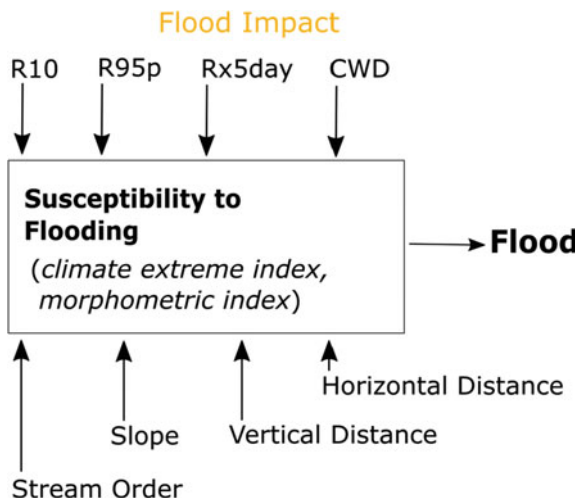 Flood Impact
R10 R95p Rx5day CWD
Susceptibility to
Flooding
(climate extreme index,
morphometric index)
Flood
Horizontal Distance
Slope Vertical Distance
Stream Order